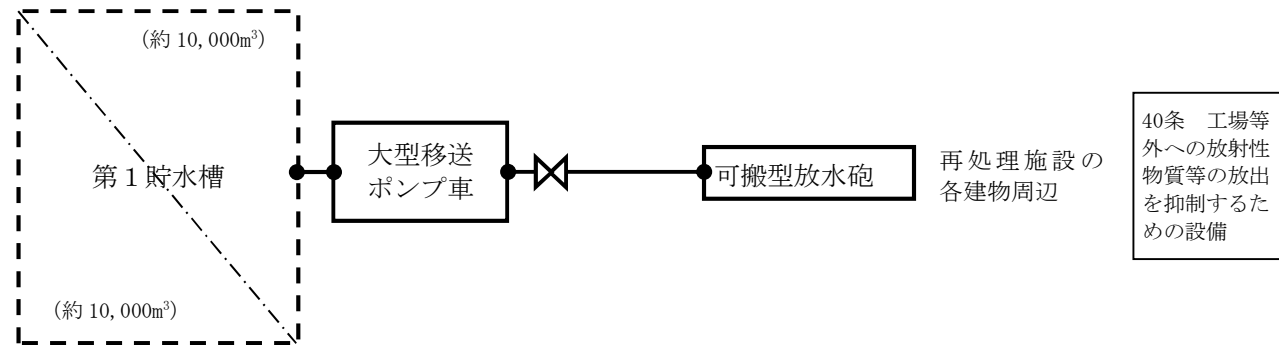 (約 10,000m³)
第1貯水槽
(約 10,000m³)
大型移送
ポンプ車
可搬型放水砲
再処理施設の
各建物周辺
40条　工場等
外への放射性
物質等の放出
を抑制するた
めの設備